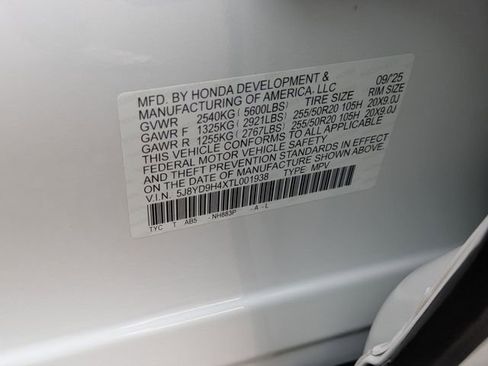 MFD. BY HONDA DEVELOPMENT & 09/25
MANUFACTURING OF AMERICA, LLC
GVWR 2540KG (5600LBS) TIRE SIZE RIM SIZE
GAWR F 1325KG (2921LBS) 255/50R20 105H 20X9.0J
GAWR R 1255KG (2767LBS) 255/50R20 105H 20X9.0J
THIS VEHICLE CONFORMS TO ALL APPLICABLE
FEDERAL MOTOR VEHICLE SAFETY STANDARDS IN EFFECT
ON THE DATE OF MANUFACTURE SHOWN ABOVE.
V.I.N. 5J8YD9H4XTL001938 TYPE MPV
TYC T AB5 - NH883P - A - L